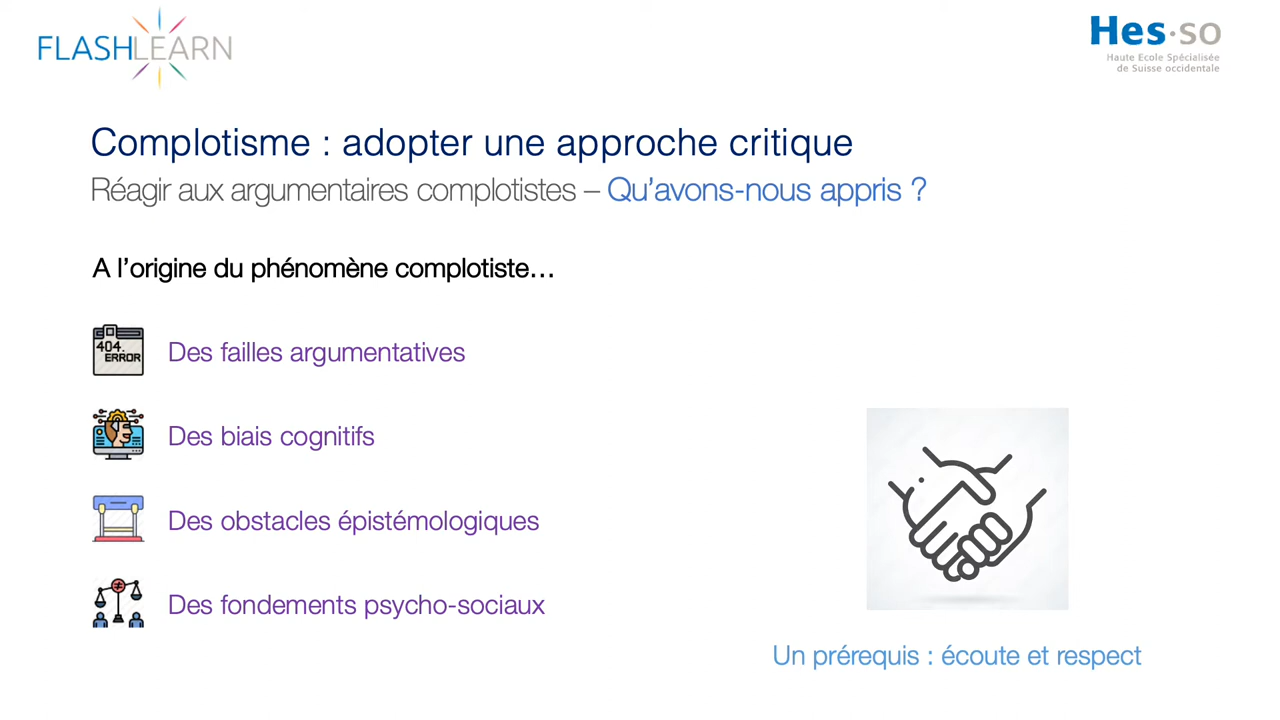 FLASHLEARN
Hes·so
Haute Ecole Spécialisée
de Suisse occidentale
Complotisme : adopter une approche critique
Réagir aux argumentaires complotistes – Qu’avons-nous appris ?
A l’origine du phénomène complotiste…
404.
ERROR
Des failles argumentatives
Des biais cognitifs
Des obstacles épistémologiques
Des fondements psycho-sociaux
Un prérequis : écoute et respect